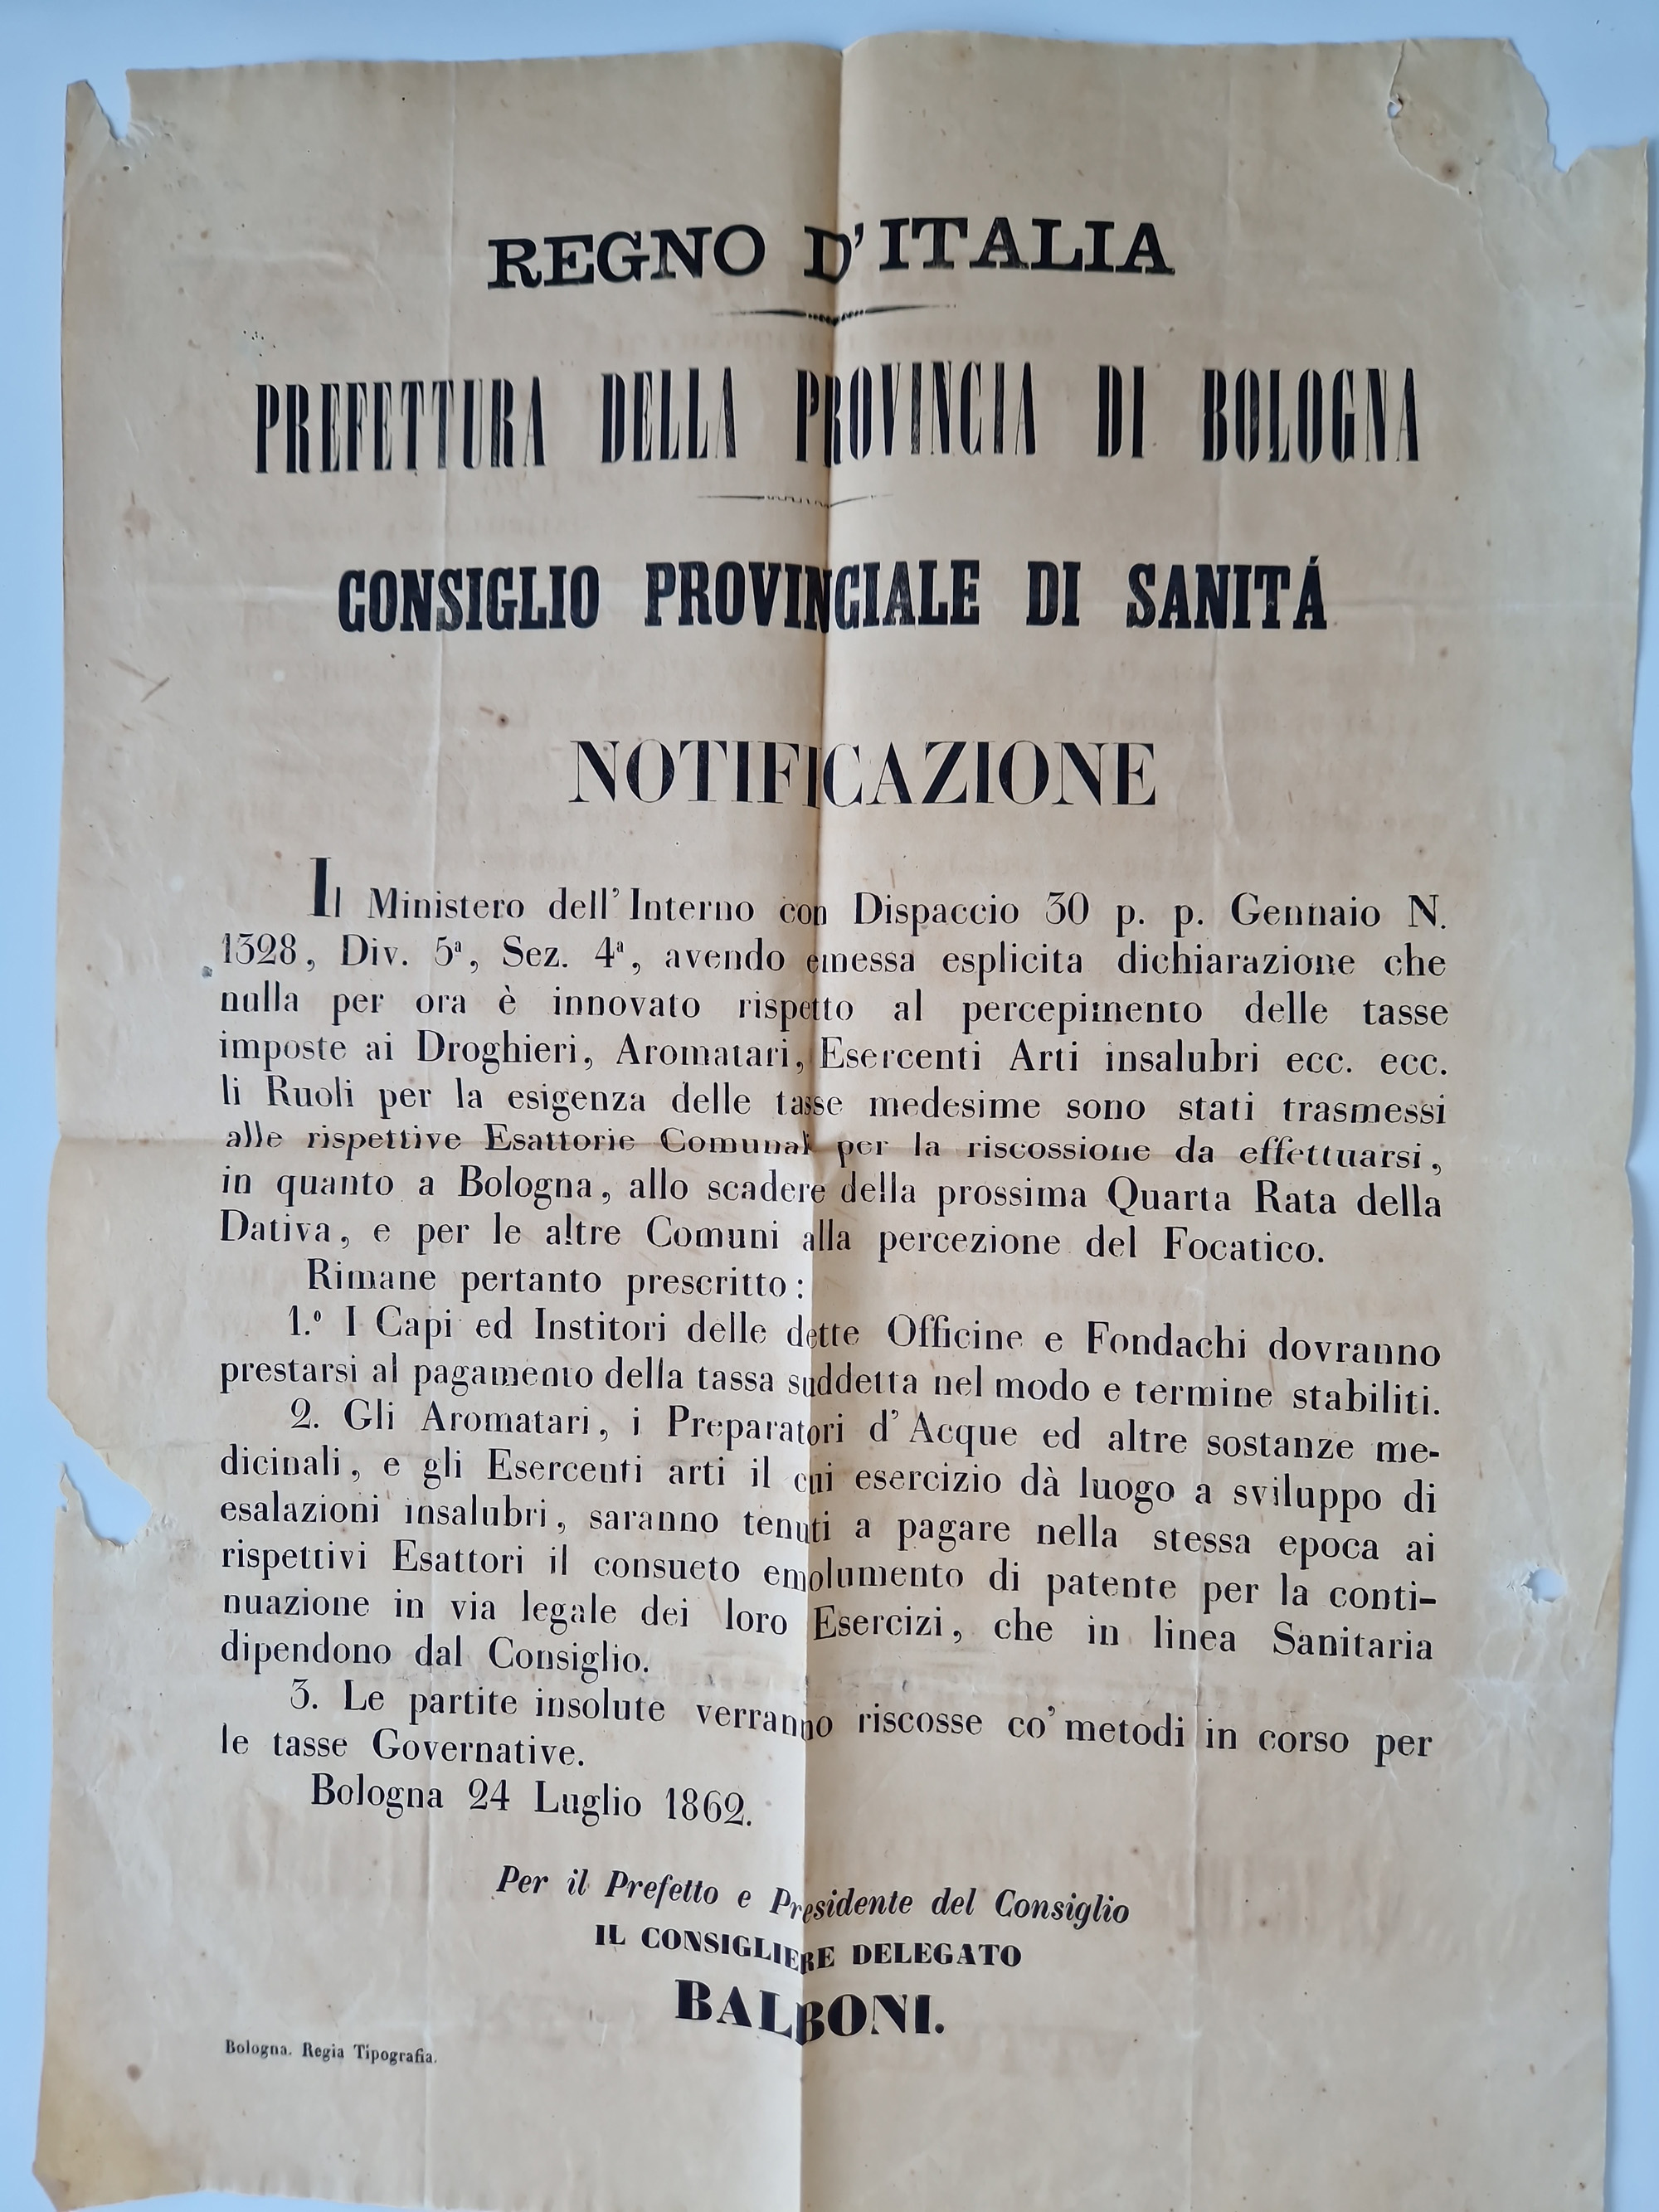 REGNO D'ITALIA
PREFETTURA DELLA PROVINCIA DI BOLOGNA
CONSIGLIO PROVINCIALE DI SANITÁ
NOTIFICAZIONE
Il Ministero dell'Interno con Dispaccio 30 p. p. Gennaio N.
1328, Div. 5ª, Sez. 4ª, avendo emessa esplicita dichiarazione che
nulla per ora è innovato rispetto al percepimento delle tasse
imposte ai Droghieri, Aromatari, Esercenti Arti insalubri ecc. ecc.
li Ruoli per la esigenza delle tasse medesime sono stati trasmessi
alle rispettive Esattorie Comunali per la riscossione da effettuarsi,
in quanto a Bologna, allo scadere della prossima Quarta Rata della
Dativa, e per le altre Comuni alla percezione del Focatico.
Rimane pertanto prescritto:
1.º I Capi ed Institori delle dette Officine e Fondachi dovranno
prestarsi al pagamento della tassa suddetta nel modo e termine stabiliti.
2. Gli Aromatari, i Preparatori d'Acque ed altre sostanze me-
dicinali, e gli Esercenti arti il cui esercizio dà luogo a sviluppo di
esalazioni insalubri, saranno tenuti a pagare nella stessa epoca ai
rispettivi Esattori il consueto emolumento di patente per la conti-
nuazione in via legale dei loro Esercizi, che in linea Sanitaria
dipendono dal Consiglio.
3. Le partite insolute verranno riscosse co' metodi in corso per
le tasse Governative.
Bologna 24 Luglio 1862.
Per il Prefetto e Presidente del Consiglio
IL CONSIGLIERE DELEGATO
BALBONI.
Bologna. Regia Tipografia.